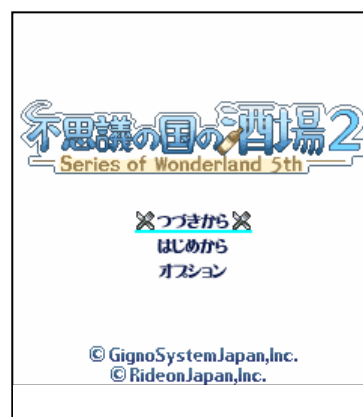 不思議の国の酒場2
Series of Wonderland 5th
つづきから
はじめから
オプション
© GignoSystemJapan,Inc.
© RideonJapan,Inc.